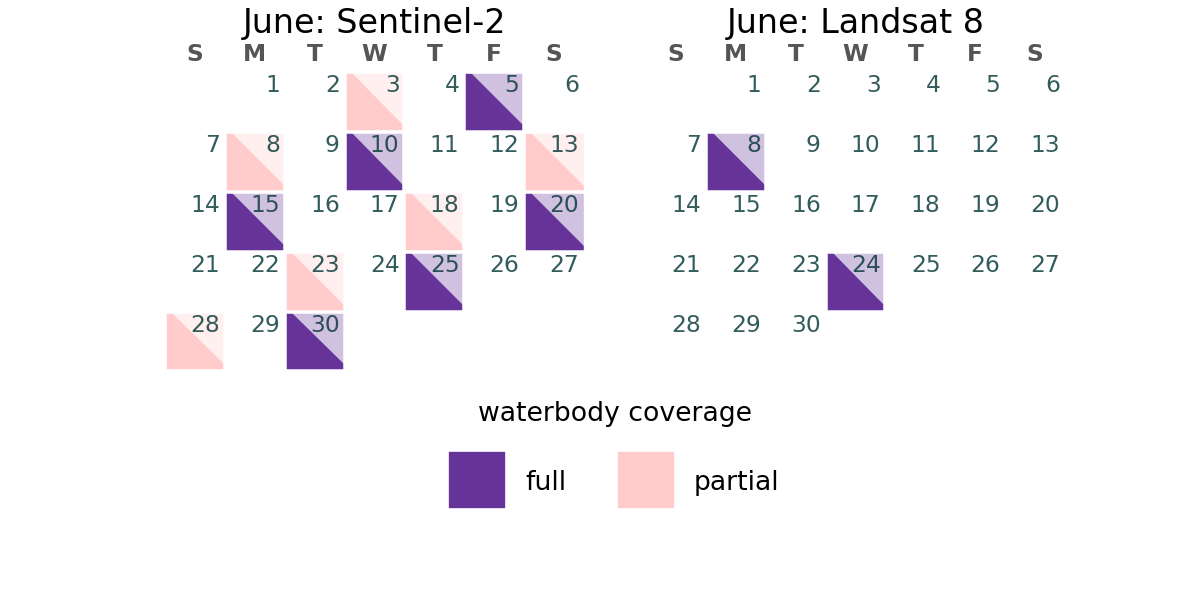 June: Sentinel-2
S M T W T F S
1 2 3 4 5 6
7 8 9 10 11 12 13
14 15 16 17 18 19 20
21 22 23 24 25 26 27
28 29 30
June: Landsat 8
S M T W T F S
1 2 3 4 5 6
7 8 9 10 11 12 13
14 15 16 17 18 19 20
21 22 23 24 25 26 27
28 29 30
waterbody coverage
full partial